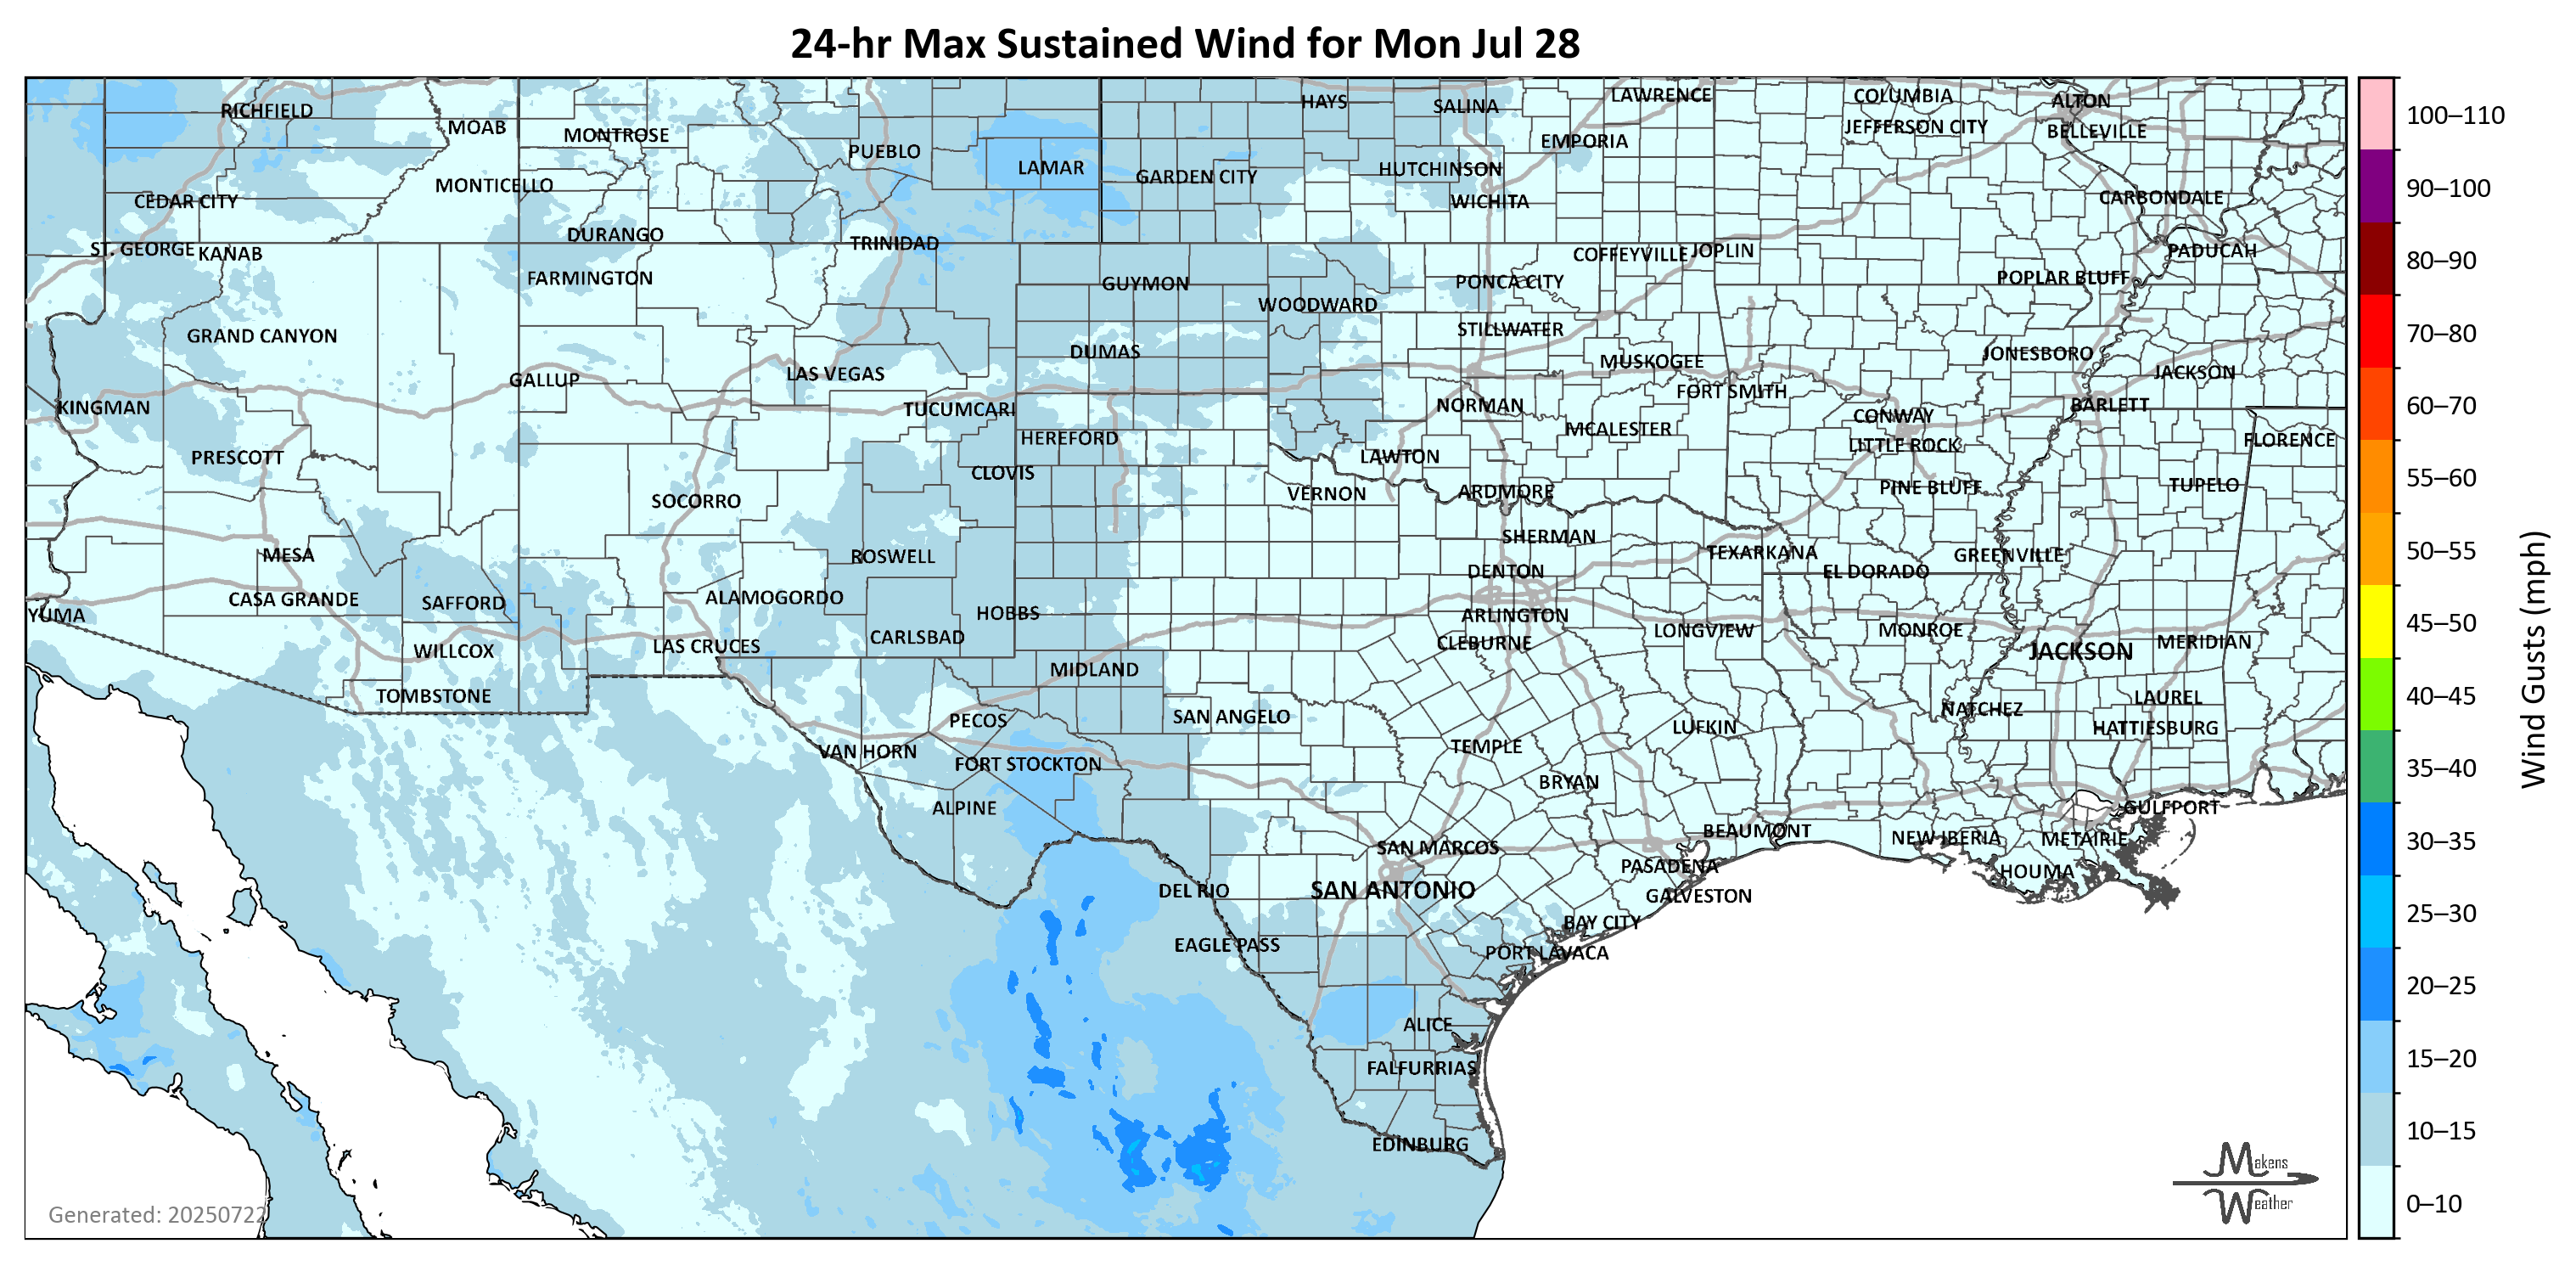 24-hr Max Sustained Wind for Mon Jul 28
RICHFIELD
MOAB
MONTROSE
PUEBLO
LAMAR
HAYS
SALINA
LAWRENCE
COLUMBIA
ALTON
EMPORIA
JEFFERSON CITY
BELLEVILLE
MONTICELLO
GARDEN CITY
HUTCHINSON
CEDAR CITY
WICHITA
CARBONDALE
DURANGO
TRINIDAD
ST. GEORGE
KANAB
COFFEYVILLE
JOPLIN
PADUCAH
FARMINGTON
GUYMON
PONCA CITY
POPLAR BLUFF
WOODWARD
GRAND CANYON
STILLWATER
DUMAS
MUSKOGEE
JONESBORO
GALLUP
LAS VEGAS
FORT SMITH
JACKSON
KINGMAN
TUCUMCARI
NORMAN
CONWAY
BARLETT
HEREFORD
MCALESTER
LITTLE ROCK
FLORENCE
PRESCOTT
CLOVIS
LAWTON
SOCORRO
VERNON
ARDMORE
PINE BLUFF
TUPELO
MESA
ROSWELL
SHERMAN
TEXARKANA
GREENVILLE
DENTON
EL DORADO
YUMA
CASA GRANDE
SAFFORD
ALAMOGORDO
HOBBS
ARLINGTON
WILLCOX
LAS CRUCES
CARLSBAD
CLEBURNE
LONGVIEW
MONROE
JACKSON
MERIDIAN
MIDLAND
TOMBSTONE
PECOS
SAN ANGELO
NATCHEZ
LAUREL
VAN HORN
TEMPLE
LUFKIN
HATTIESBURG
FORT STOCKTON
BRYAN
ALPINE
GULFPORT
SAN MARCOS
BEAUMONT
NEW IBERIA
METAIRIE
PASADENA
HOUMA
DEL RIO
SAN ANTONIO
GALVESTON
EAGLE PASS
BAY CITY
PORT LAVACA
ALICE
FALFURRIAS
EDINBURG
Generated: 20250722
Makens
Weather
100–110
90–100
80–90
70–80
60–70
55–60
50–55
45–50
40–45
35–40
30–35
25–30
20–25
15–20
10–15
0–10
Wind Gusts (mph)